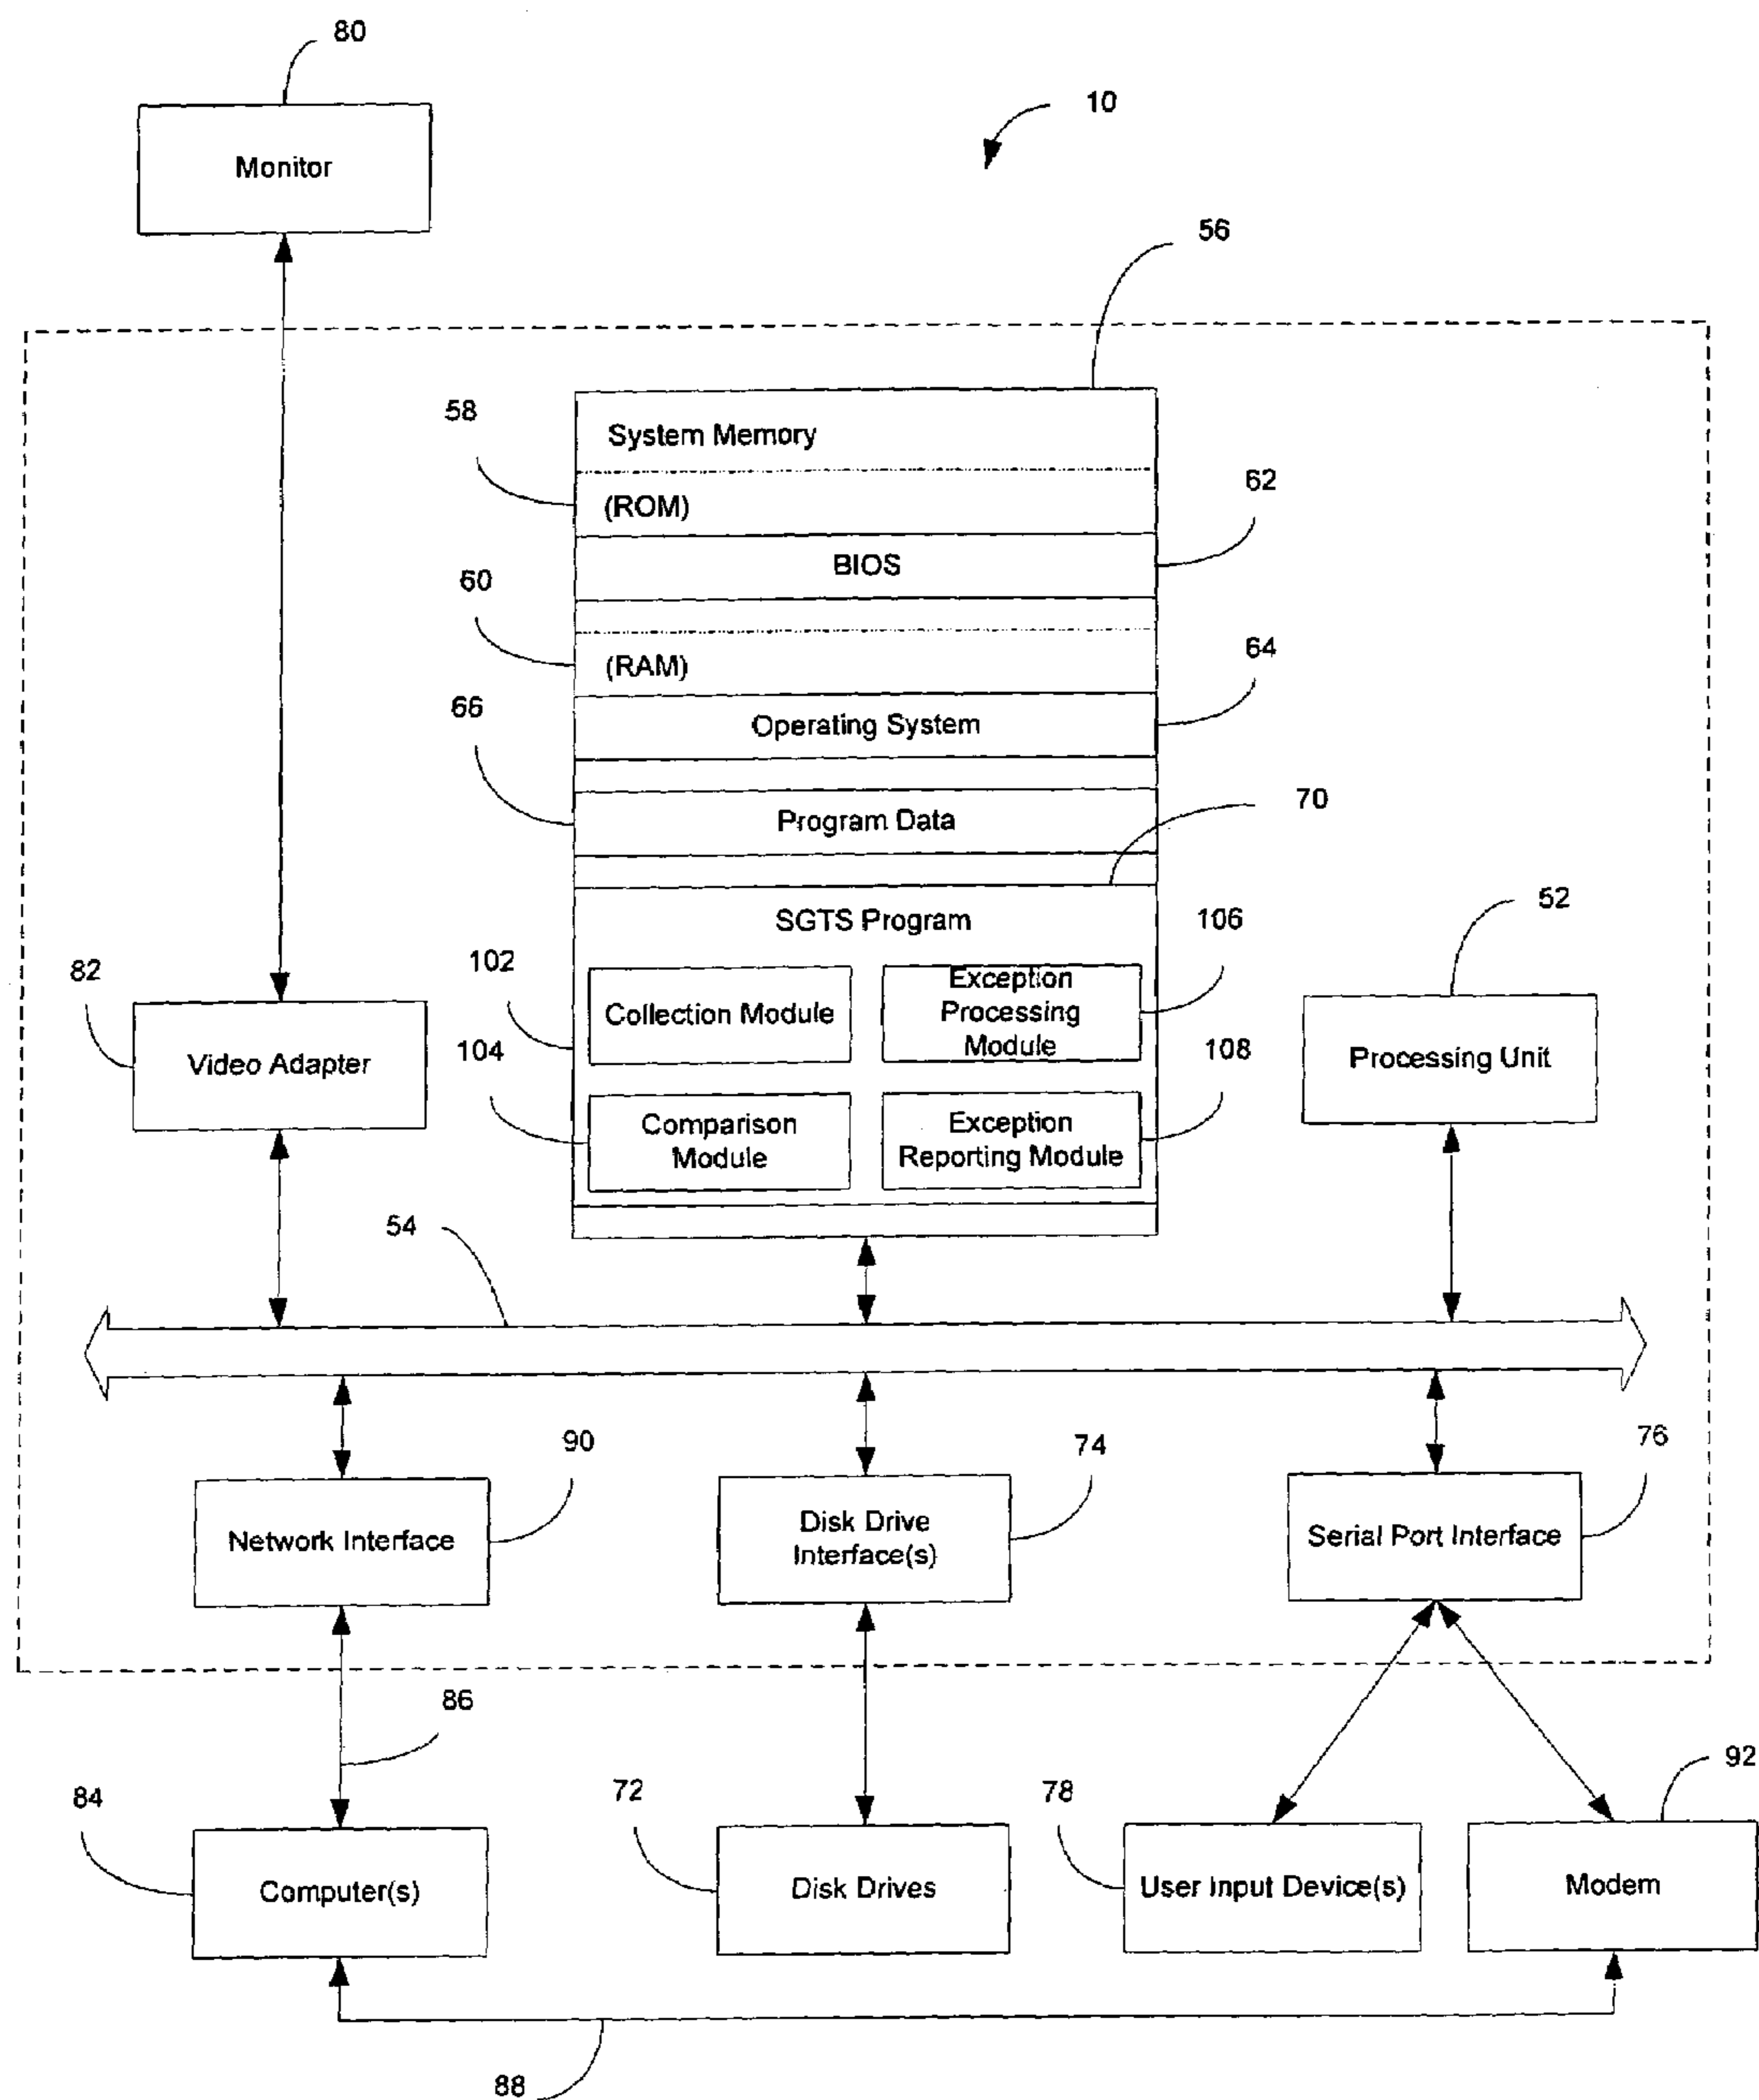 80
10
Monitor
56
58
System Memory
(ROM)
62
BIOS
60
(RAM)
64
66
Operating System
70
Program Data
52
SGTS Program
106
102
82
Collection Module
Exception
Processing
Module
Video Adapter
104
108
Processing Unit
Comparison
Module
Exception
Reporting Module
54
90
74
76
Network Interface
Disk Drive
Interface(s)
Serial Port Interface
86
92
84
72
78
Computer(s)
Disk Drives
User Input Device(s)
Modem
88